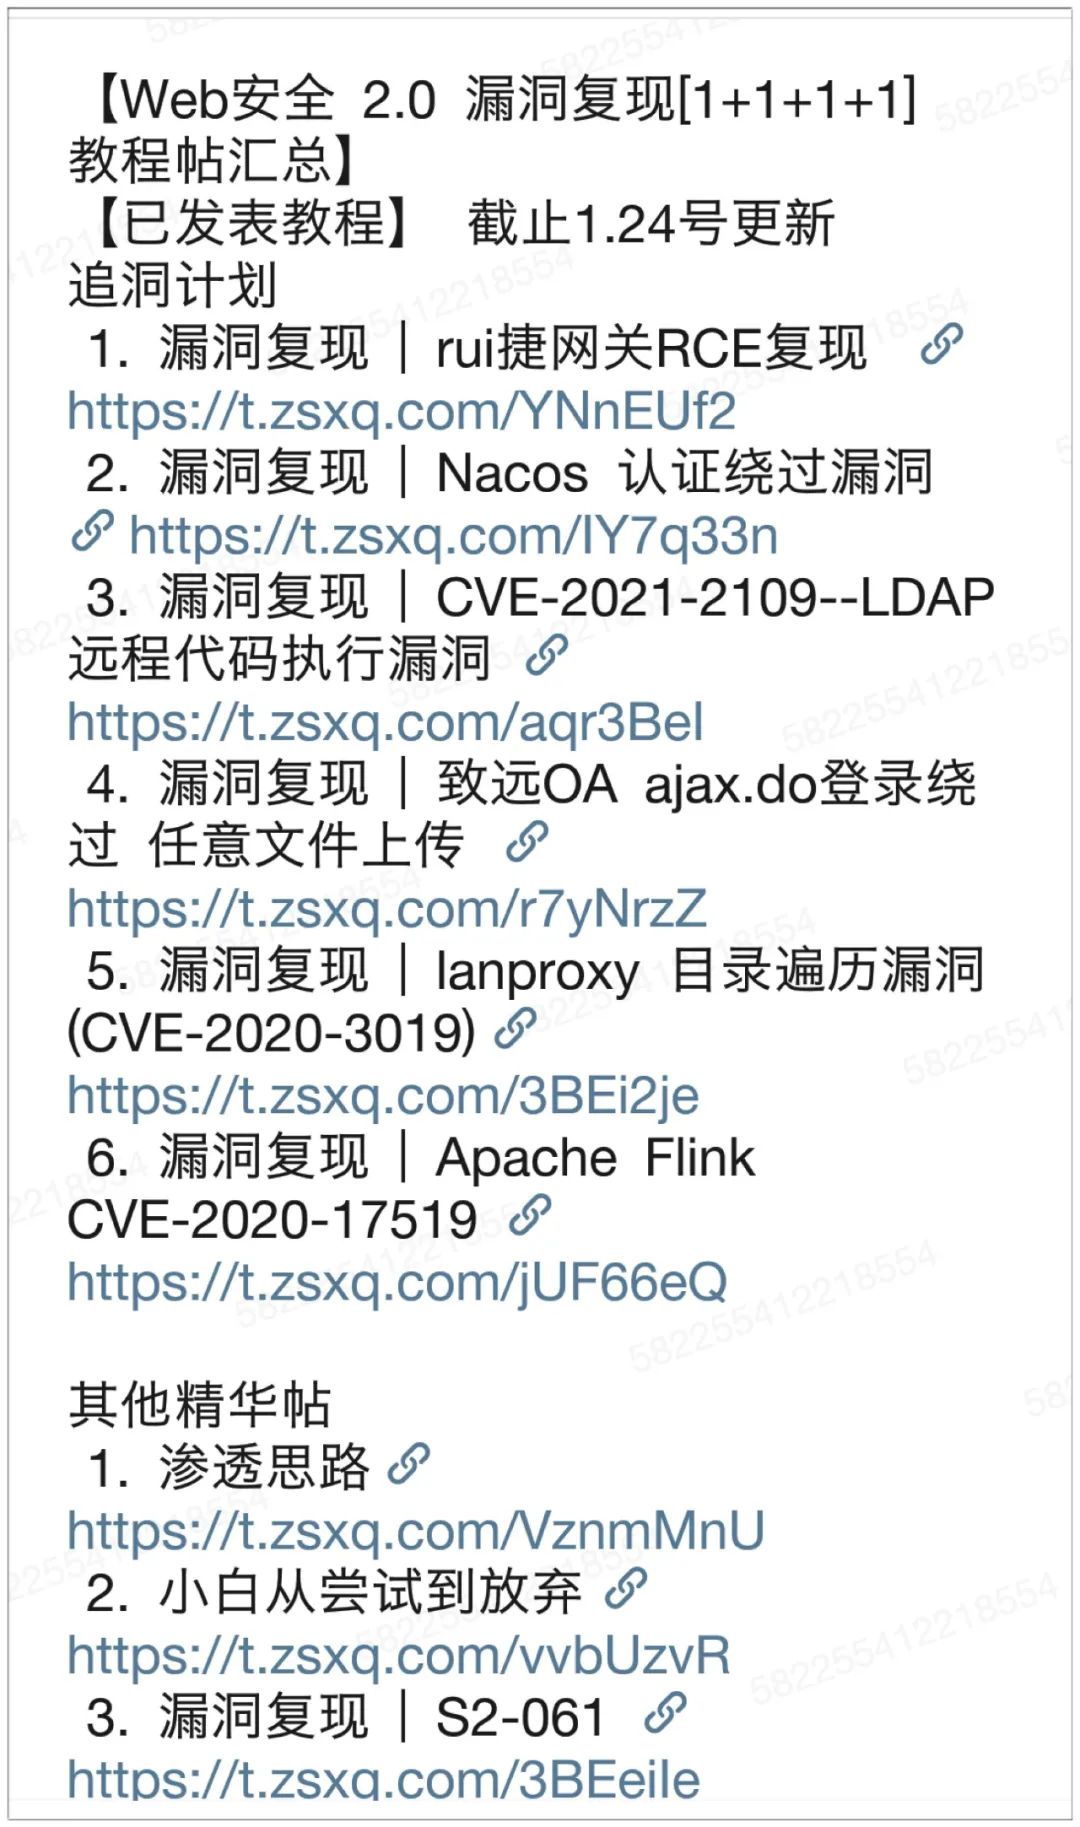 【Web安全 2.0 漏洞复现[1+1+1+1]
教程帖汇总】
【已发表教程】 截止1.24号更新
追洞计划
1. 漏洞复现 | rui捷网关RCE复现
https://t.zsxq.com/YNnEUf2
2. 漏洞复现 | Nacos 认证绕过漏洞
https://t.zsxq.com/lY7q33n
3. 漏洞复现 | CVE-2021-2109--LDAP
远程代码执行漏洞
https://t.zsxq.com/aqr3Bel
4. 漏洞复现 | 致远OA ajax.do登录绕
过 任意文件上传
https://t.zsxq.com/r7yNrzZ
5. 漏洞复现 | lanproxy 目录遍历漏洞
(CVE-2020-3019)
https://t.zsxq.com/3BEi2je
6. 漏洞复现 | Apache Flink
CVE-2020-17519
https://t.zsxq.com/jUF66eQ
其他精华帖
1. 渗透思路
https://t.zsxq.com/VznmMnU
2. 小白从尝试到放弃
https://t.zsxq.com/vvbUzvR
3. 漏洞复现 | S2-061
https://t.zsxq.com/3BEeile
582255412218554